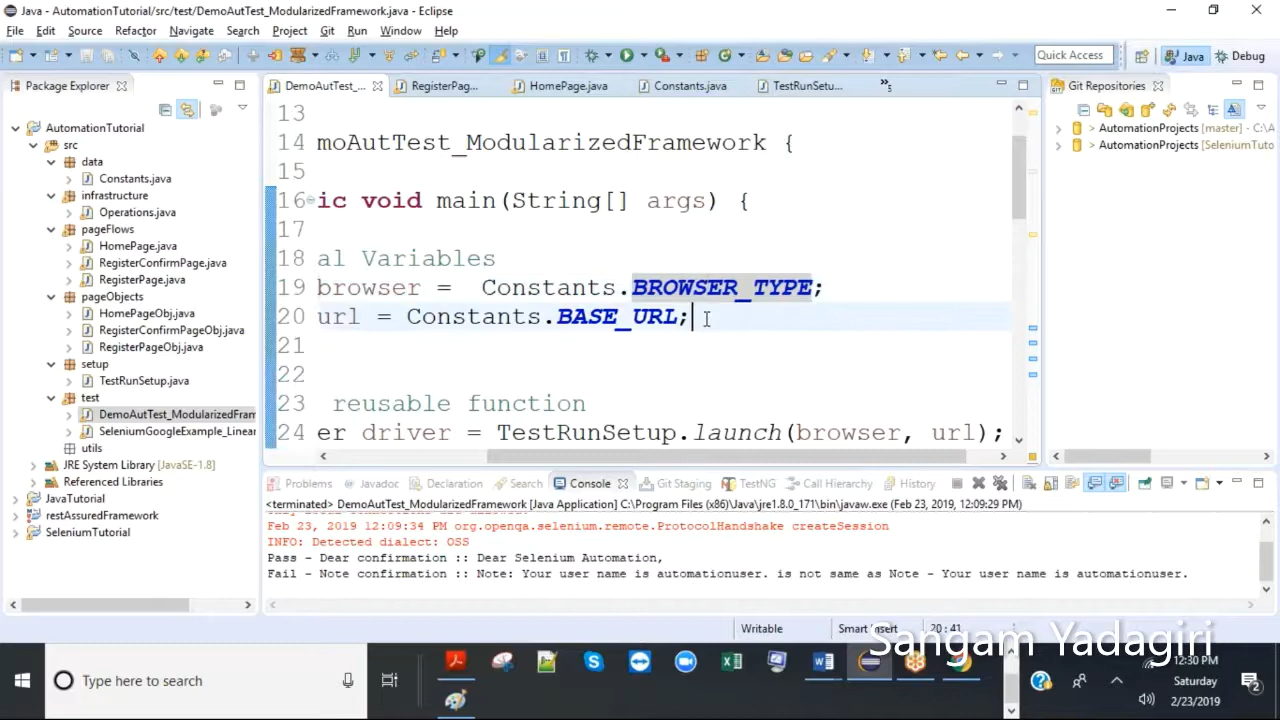 Java - AutomationTutorial/src/test/DemoAutTest_ModularizedFramework.java - Eclipse
File Edit Source Refactor Navigate Search Project Git Run Window Help
Quick Access Java Debug
Package Explorer
DemoAutTest_... RegisterPag... HomePage.java Constants.java TestRunSetu... »5
Git Repositories
AutomationTutorial
src
data
Constants.java
infrastructure
Operations.java
pageFlows
HomePage.java
RegisterConfirmPage.java
RegisterPage.java
pageObjects
HomePageObj.java
RegisterConfirmPageObj.java
RegisterPageObj.java
setup
TestRunSetup.java
test
DemoAutTest_ModularizedFram
SeleniumGoogleExample_Linear
utils
JRE System Library [JavaSE-1.8]
Referenced Libraries
JavaTutorial
restAssuredFramework
SeleniumTutorial
13
14 moAutTest_ModularizedFramework {
15
16 ic void main(String[] args) {
17
18 al Variables
19 browser = Constants.BROWSER_TYPE;
20 url = Constants.BASE_URL;
21
22
23 reusable function
24 er driver = TestRunSetup.launch(browser, url);
AutomationProjects [master] - C:\A
AutomationProjects [SeleniumTuto
Problems Javadoc Declaration Search Console Git Staging TestNG Call Hierarchy History
<terminated> DemoAutTest_ModularizedFramework [Java Application] C:\Program Files (x86)\Java\jre1.8.0_171\bin\javaw.exe (Feb 23, 2019, 12:09:29 PM)
Feb 23, 2019 12:09:34 PM org.openqa.selenium.remote.ProtocolHandshake createSession
INFO: Detected dialect: OSS
Pass - Dear confirmation :: Dear Selenium Automation,
Fail - Note confirmation :: Note: Your user name is automationuser. is not same as Note - Your user name is automationuser.
Writable Smart Insert 20 : 41
Sangam Yadagiri
Type here to search
12:30 PM
Saturday
2/23/2019
2